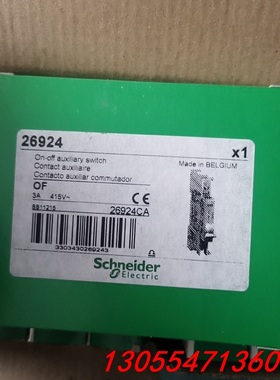 26924
x1
On-off auxiliary switch
Contact auxiliaire
Contacto auxiliar commutador
Made in BELGIUM
OF
3A 415V~
CE
26924CA
3303430269243
Schneider
Electric
13055471360